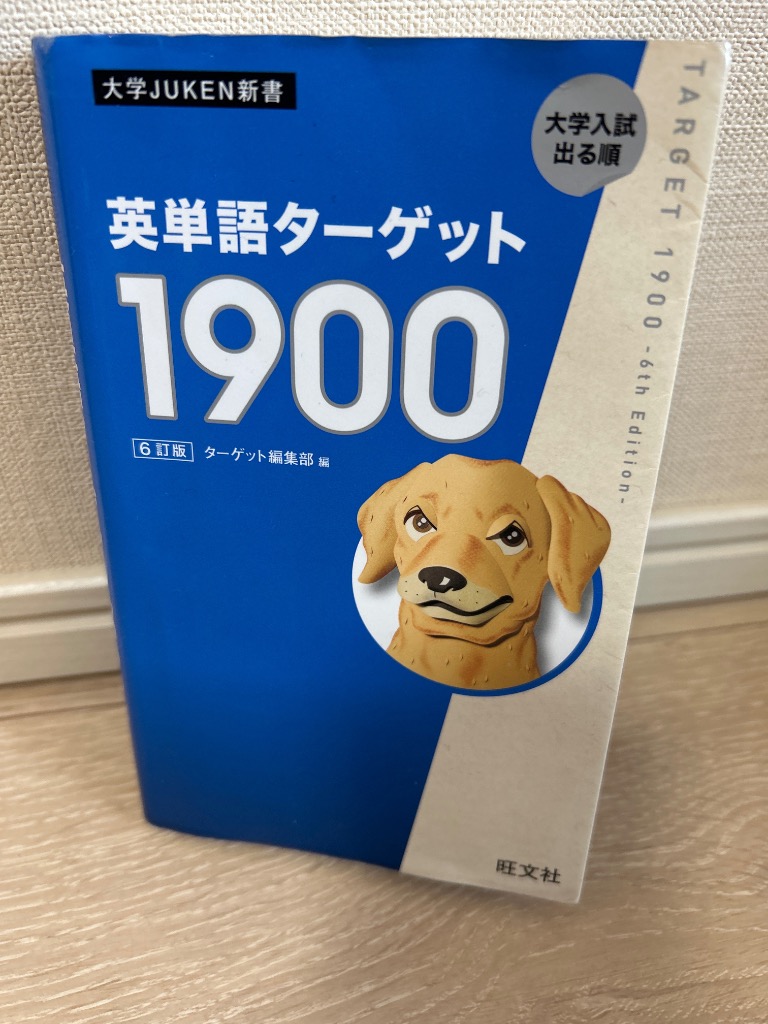 大学JUKEN新書
大学入試
出る順
英単語ターゲット
1900
6訂版 ターゲット編集部 編
TARGET 1900 -6th Edition-
旺文社